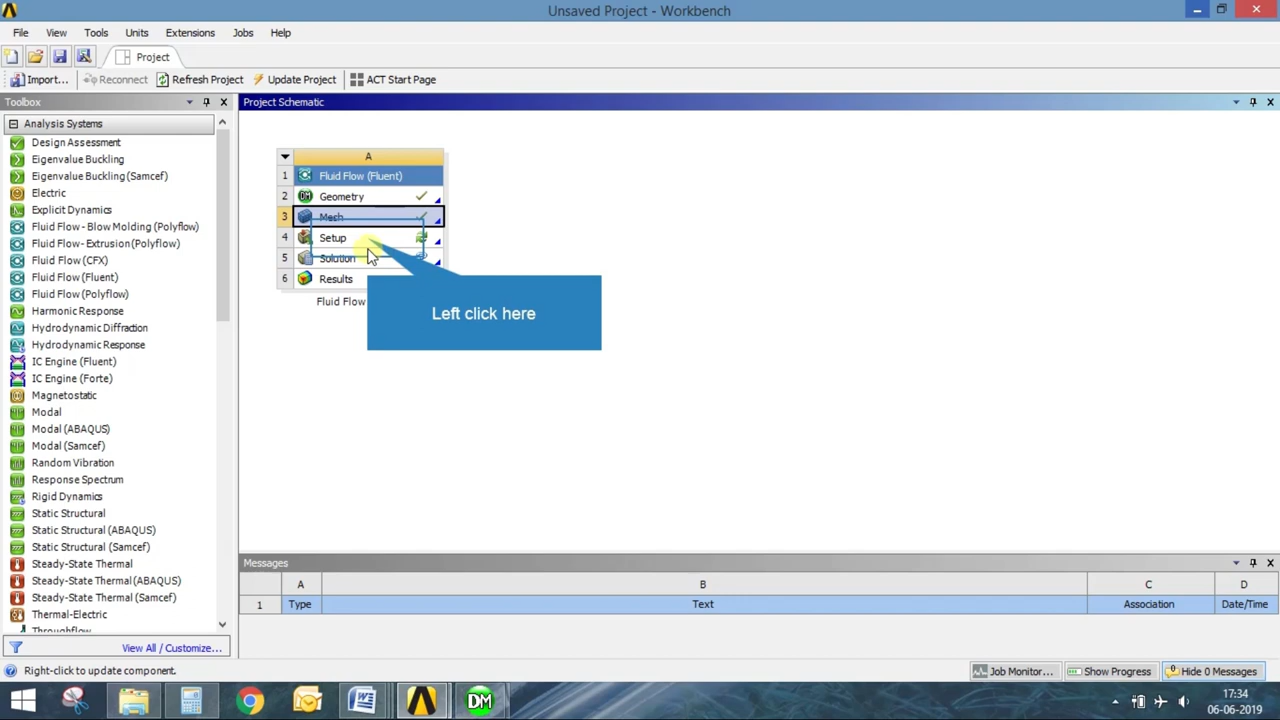 Unsaved Project - Workbench
File View Tools Units Extensions Jobs Help
Project
Import... Reconnect Refresh Project Update Project ACT Start Page
Toolbox
Project Schematic
Analysis Systems
Design Assessment
Eigenvalue Buckling
Eigenvalue Buckling (Samcef)
Electric
Explicit Dynamics
Fluid Flow - Blow Molding (Polyflow)
Fluid Flow - Extrusion (Polyflow)
Fluid Flow (CFX)
Fluid Flow (Fluent)
Fluid Flow (Polyflow)
Harmonic Response
Hydrodynamic Diffraction
Hydrodynamic Response
IC Engine (Fluent)
IC Engine (Forte)
Magnetostatic
Modal
Modal (ABAQUS)
Modal (Samcef)
Random Vibration
Response Spectrum
Rigid Dynamics
Static Structural
Static Structural (ABAQUS)
Static Structural (Samcef)
Steady-State Thermal
Steady-State Thermal (ABAQUS)
Steady-State Thermal (Samcef)
Thermal-Electric
Throughflow
View All / Customize...
A
1 Fluid Flow (Fluent)
2 DM Geometry
3 Mesh
4 Setup
5 Solution
6 Results
Fluid Flow
Left click here
Messages
A B C D
1 Type Text Association Date/Time
Right-click to update component.
Job Monitor... Show Progress Hide 0 Messages
DM
17:34
06-06-2019